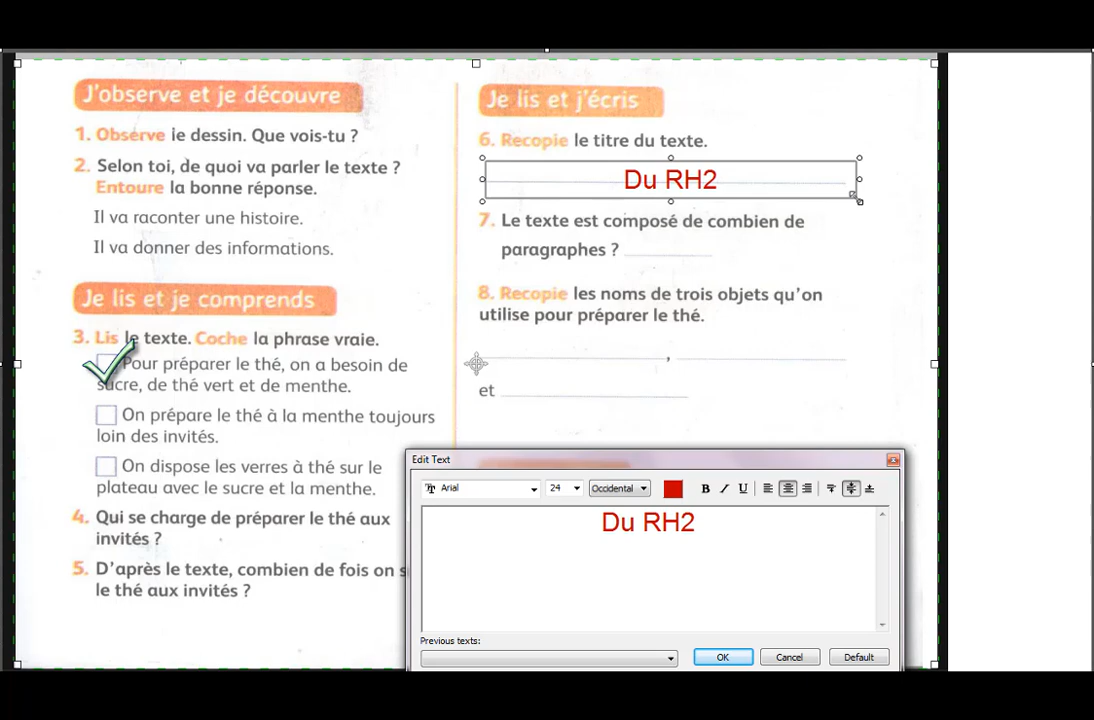 J'observe et je découvre
1. Observe le dessin. Que vois-tu ?
2. Selon toi, de quoi va parler le texte ?
Entoure la bonne réponse.
Il va raconter une histoire.
Il va donner des informations.
Je lis et je comprends
3. Lis le texte. Coche la phrase vraie.
Pour préparer le thé, on a besoin de
sucre, de thé vert et de menthe.
On prépare le thé à la menthe toujours
loin des invités.
On dispose les verres à thé sur le
plateau avec le sucre et la menthe.
4. Qui se charge de préparer le thé aux
invités ?
5. D'après le texte, combien de fois on s
le thé aux invités ?
Je lis et j'écris
6. Recopie le titre du texte.
Du RH2
7. Le texte est composé de combien de
paragraphes ?
8. Recopie les noms de trois objets qu'on
utilise pour préparer le thé.
,
et
Edit Text
Arial 24 Occidental B I U
Du RH2
Previous texts:
OK Cancel Default